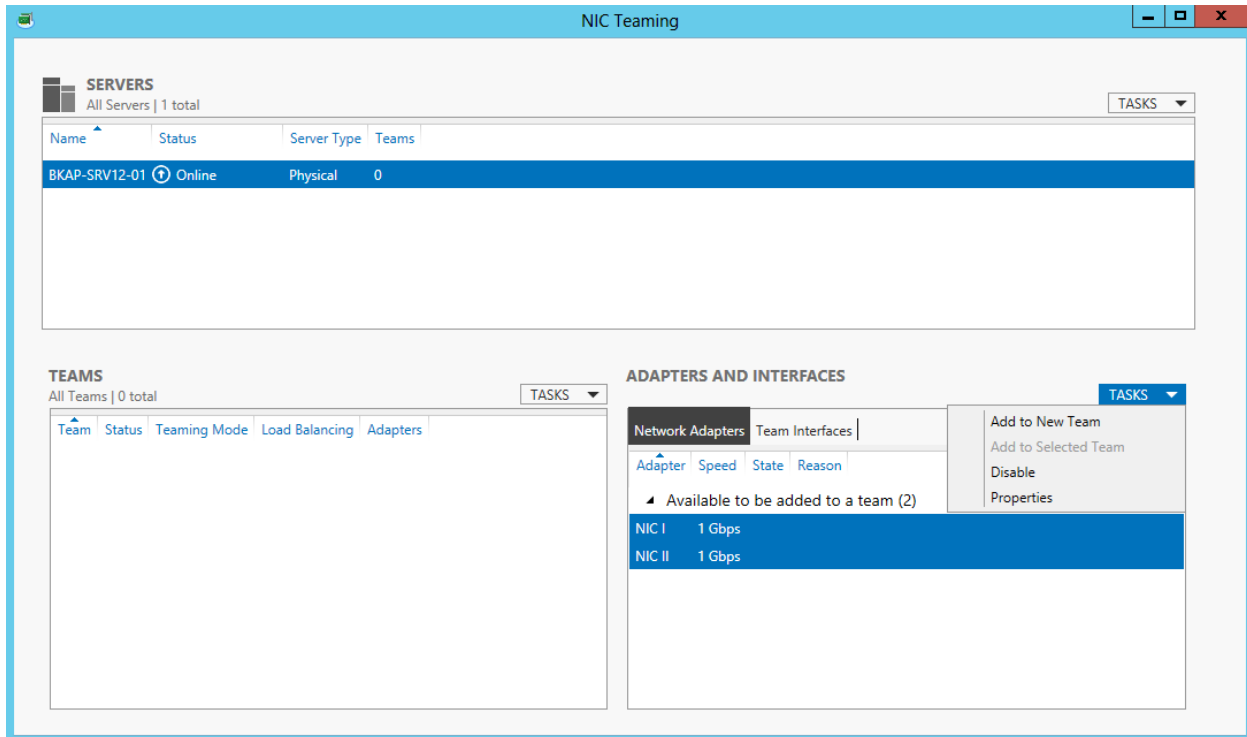 NIC Teaming
SERVERS
All Servers | 1 total
TASKS
Name Status Server Type Teams
BKAP-SRV12-01 Online Physical 0
TEAMS
All Teams | 0 total
TASKS
Team Status Teaming Mode Load Balancing Adapters
ADAPTERS AND INTERFACES
TASKS
Add to New Team
Add to Selected Team
Disable
Properties
Network Adapters Team Interfaces
Adapter Speed State Reason
Available to be added to a team (2)
NIC I 1 Gbps
NIC II 1 Gbps